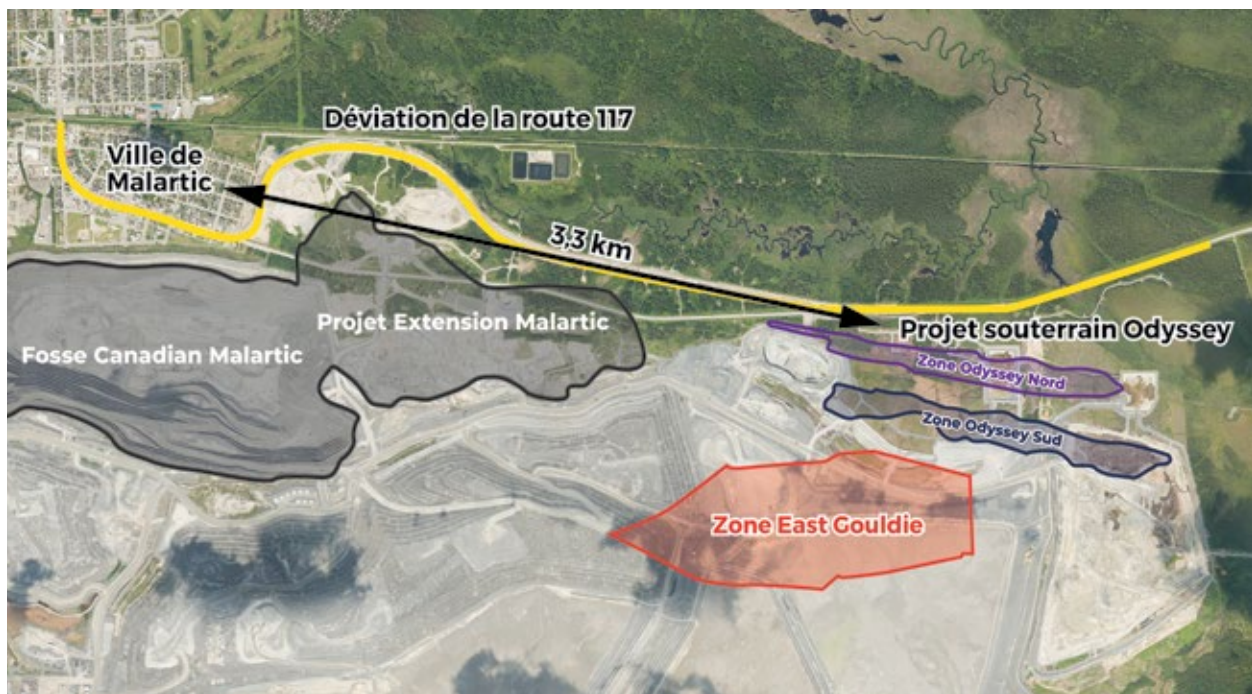 Déviation de la route 117
Ville de
Malartic
3,3 km
Projet Extension Malartic
Projet souterrain Odyssey
Fosse Canadian Malartic
Zone Odyssey Nord
Zone Odyssey Sud
Zone East Gouldie